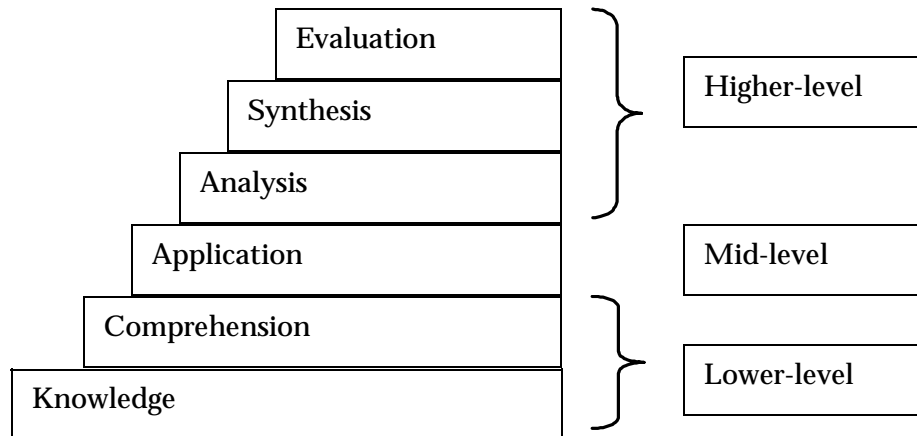 Evaluation
Higher-level
Synthesis
Analysis
Application
Mid-level
Comprehension
Lower-level
Knowledge